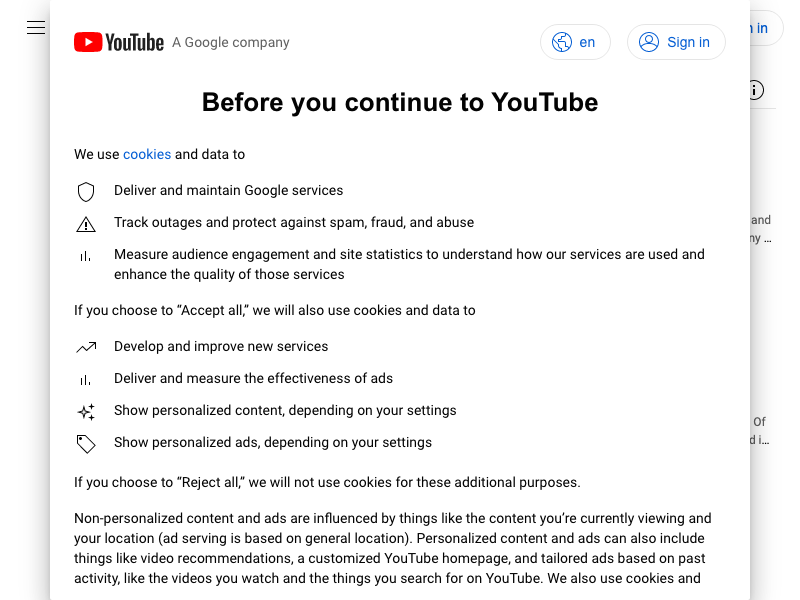 YouTube A Google company en Sign in
n in
Before you continue to YouTube
We use cookies and data to
Deliver and maintain Google services
Track outages and protect against spam, fraud, and abuse
and
Measure audience engagement and site statistics to understand how our services are used and
ny ...
enhance the quality of those services
If you choose to “Accept all,” we will also use cookies and data to
Develop and improve new services
Deliver and measure the effectiveness of ads
Show personalized content, depending on your settings
Of
Show personalized ads, depending on your settings
d i...
If you choose to “Reject all,” we will not use cookies for these additional purposes.
Non-personalized content and ads are influenced by things like the content you’re currently viewing and
your location (ad serving is based on general location). Personalized content and ads can also include
things like video recommendations, a customized YouTube homepage, and tailored ads based on past
activity, like the videos you watch and the things you search for on YouTube. We also use cookies and